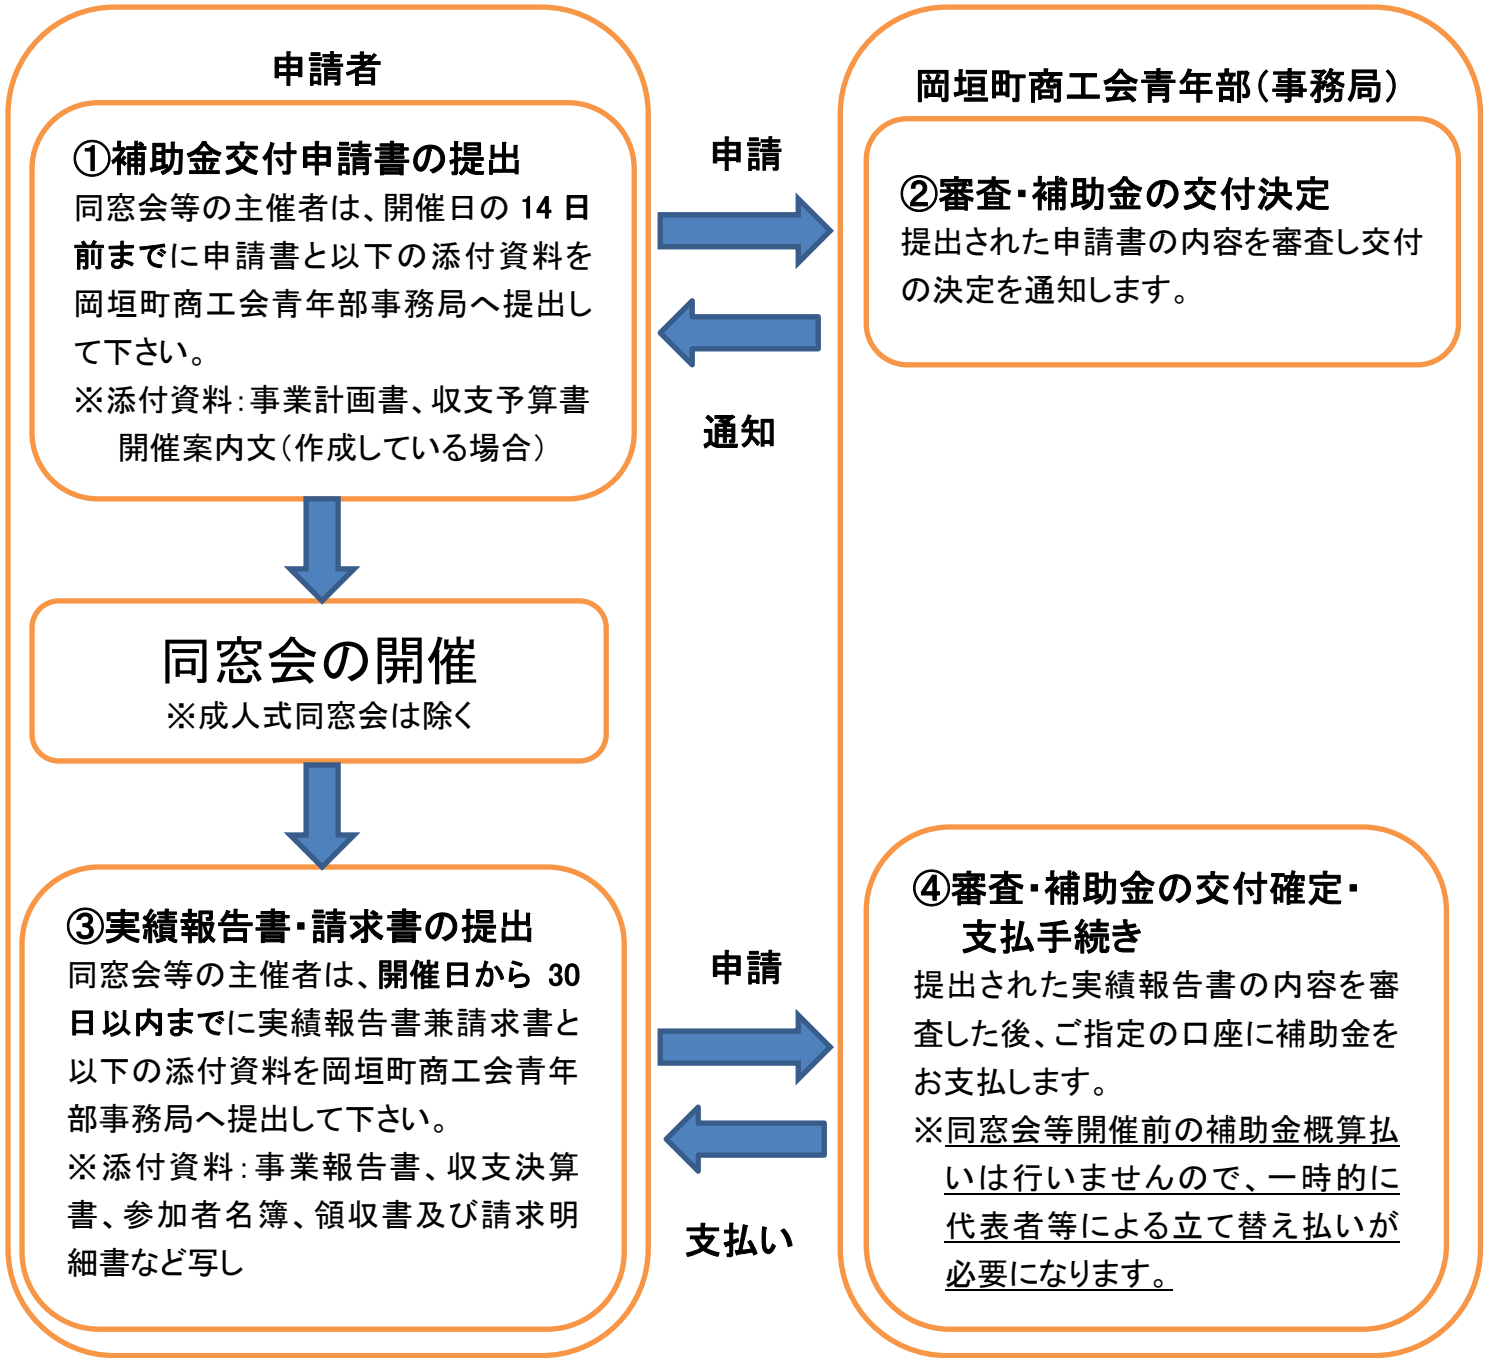 申請者
①補助金交付申請書の提出
同窓会等の主催者は、開催日の 14 日
前までに申請書と以下の添付資料を
岡垣町商工会青年部事務局へ提出し
て下さい。
※添付資料：事業計画書、収支予算書
開催案内文（作成している場合）
申請
通知
岡垣町商工会青年部（事務局）
②審査・補助金の交付決定
提出された申請書の内容を審査し交付
の決定を通知します。
同窓会の開催
※成人式同窓会は除く
③実績報告書・請求書の提出
同窓会等の主催者は、開催日から 30
日以内までに実績報告書兼請求書と
以下の添付資料を岡垣町商工会青年
部事務局へ提出して下さい。
※添付資料：事業報告書、収支決算
書、参加者名簿、領収書及び請求明
細書など写し
申請
支払い
④審査・補助金の交付確定・
支払手続き
提出された実績報告書の内容を審
査した後、ご指定の口座に補助金を
お支払します。
※同窓会等開催前の補助金概算払
いは行いませんので、一時的に
代表者等による立て替え払いが
必要になります。